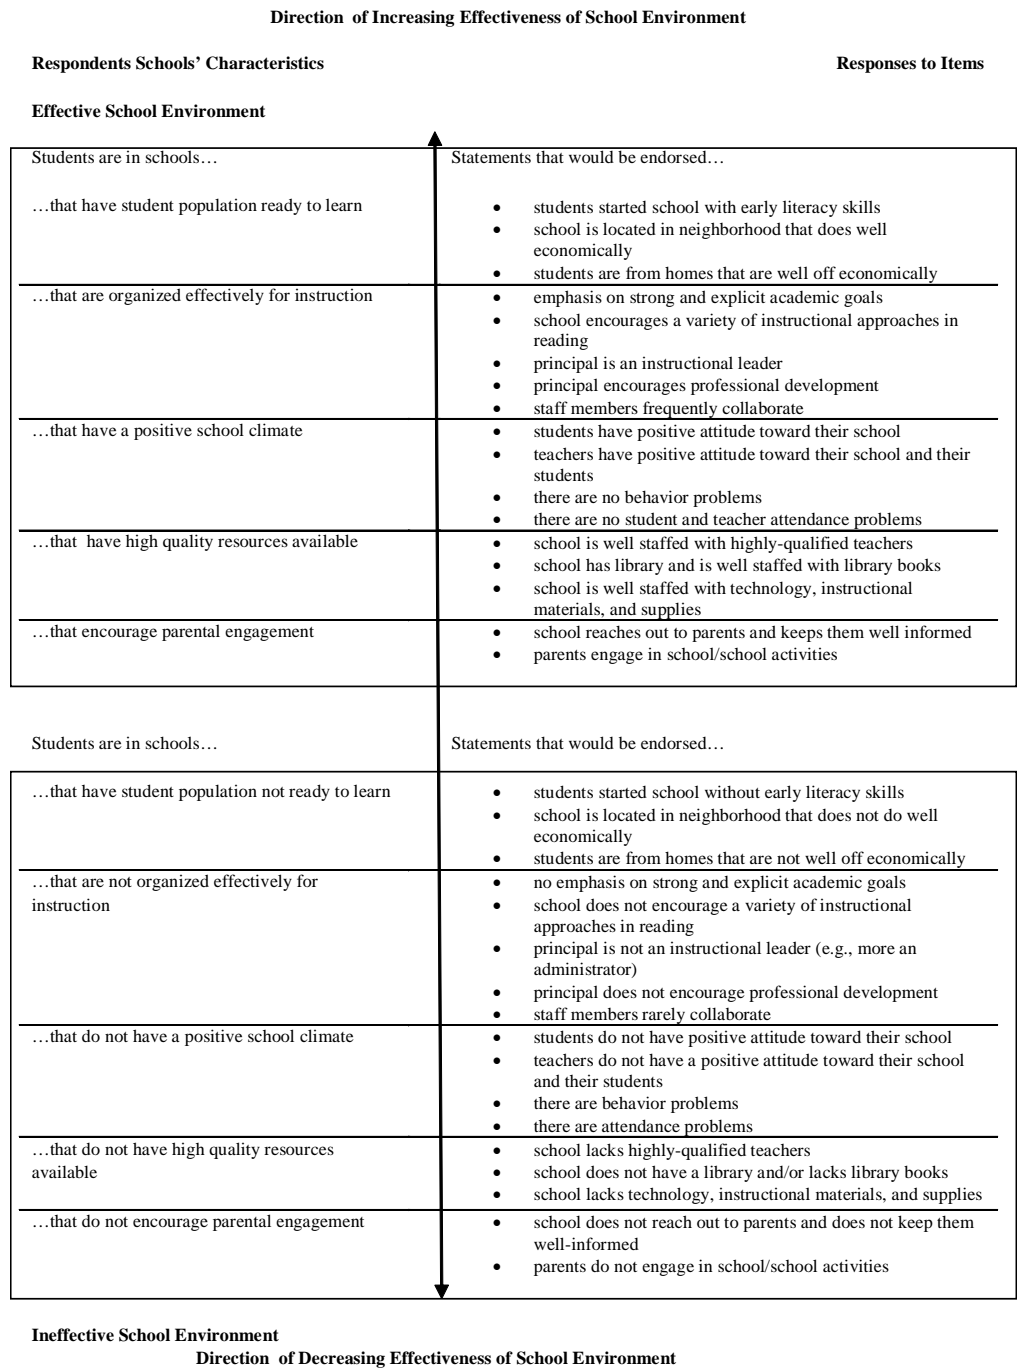 Direction  of Increasing Effectiveness of School Environment
Respondents Schools' Characteristics
Responses to Items
Effective School Environment
Students are in schools…
Statements that would be endorsed…
…that have student population ready to learn
• students started school with early literacy skills
• school is located in neighborhood that does well
economically
• students are from homes that are well off economically
…that are organized effectively for instruction
• emphasis on strong and explicit academic goals
• school encourages a variety of instructional approaches in
reading
• principal is an instructional leader
• principal encourages professional development
• staff members frequently collaborate
…that have a positive school climate
• students have positive attitude toward their school
• teachers have positive attitude toward their school and their
students
• there are no behavior problems
• there are no student and teacher attendance problems
…that  have high quality resources available
• school is well staffed with highly-qualified teachers
• school has library and is well staffed with library books
• school is well staffed with technology, instructional
materials, and supplies
…that encourage parental engagement
• school reaches out to parents and keeps them well informed
• parents engage in school/school activities
Students are in schools…
Statements that would be endorsed…
…that have student population not ready to learn
• students started school without early literacy skills
• school is located in neighborhood that does not do well
economically
• students are from homes that are not well off economically
…that are not organized effectively for
instruction
• no emphasis on strong and explicit academic goals
• school does not encourage a variety of instructional
approaches in reading
• principal is not an instructional leader (e.g., more an
administrator)
• principal does not encourage professional development
• staff members rarely collaborate
…that do not have a positive school climate
• students do not have positive attitude toward their school
• teachers do not have a positive attitude toward their school
and their students
• there are behavior problems
• there are attendance problems
…that do not have high quality resources
available
• school lacks highly-qualified teachers
• school does not have a library and/or lacks library books
• school lacks technology, instructional materials, and supplies
…that do not encourage parental engagement
• school does not reach out to parents and does not keep them
well-informed
• parents do not engage in school/school activities
Ineffective School Environment
Direction  of Decreasing Effectiveness of School Environment